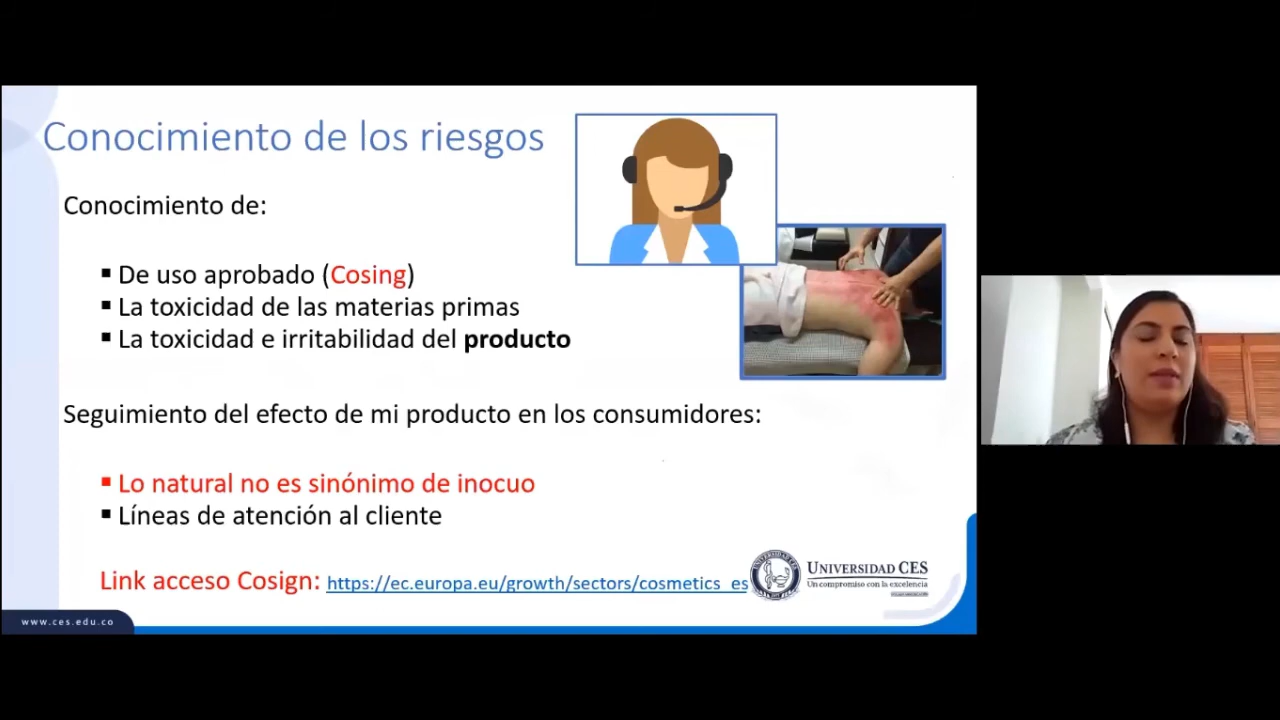 Conocimiento de los riesgos
Conocimiento de:
▪ De uso aprobado (Cosing)
▪ La toxicidad de las materias primas
▪ La toxicidad e irritabilidad del producto
Seguimiento del efecto de mi producto en los consumidores:
▪ Lo natural no es sinónimo de inocuo
▪ Líneas de atención al cliente
Link acceso Cosign: https://ec.europa.eu/growth/sectors/cosmetics_es
UNIVERSIDAD CES
Un compromiso con la excelencia
www.ces.edu.co